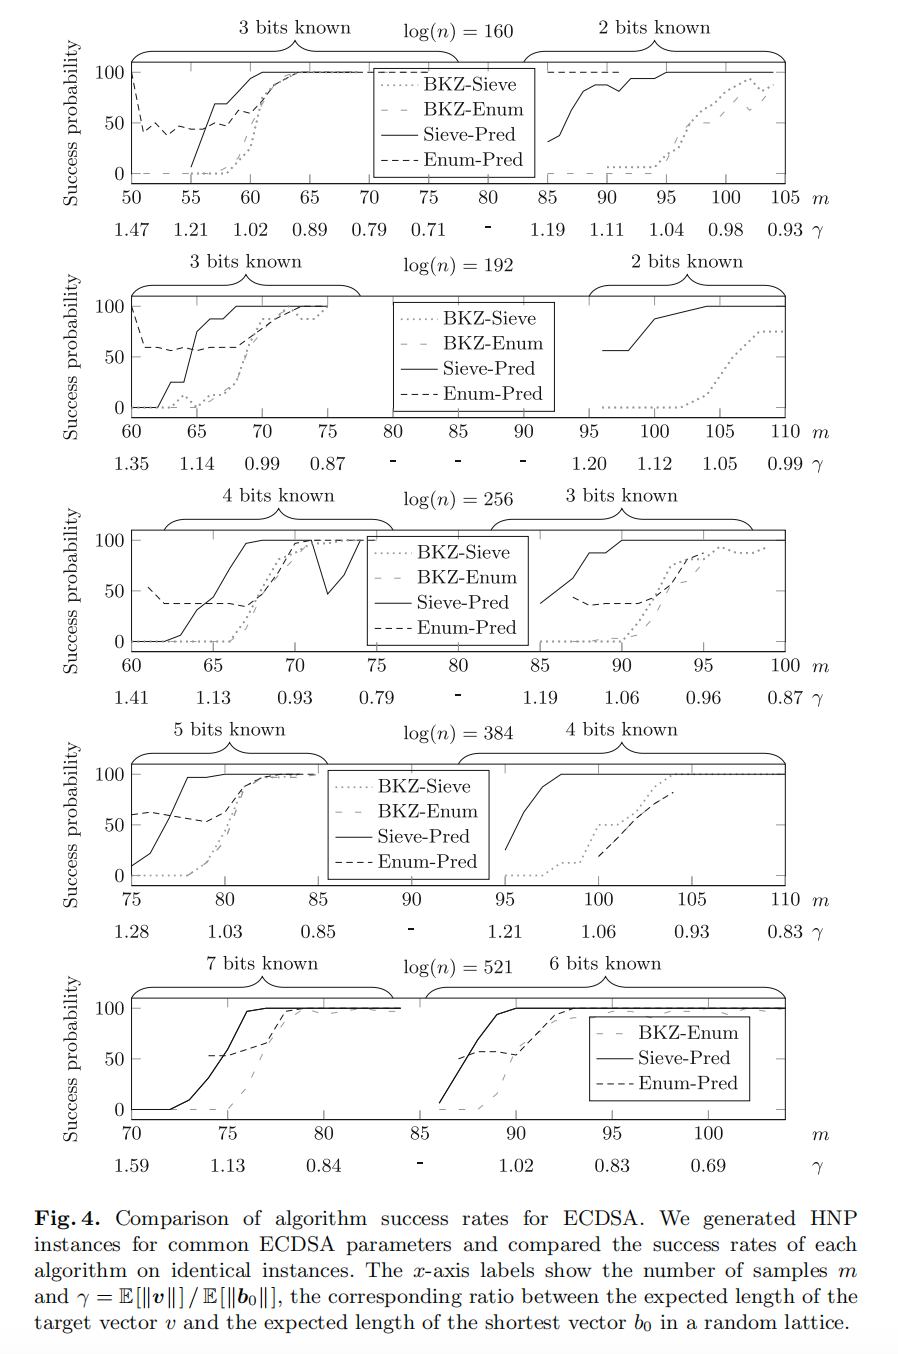 3 bits known log(n) = 160 2 bits known
Success probability
100
50
0
BKZ-Sieve
BKZ-Enum
Sieve-Pred
Enum-Pred
50 55 60 65 70 75 80 85 90 95 100 105 m
1.47 1.21 1.02 0.89 0.79 0.71 - 1.19 1.11 1.04 0.98 0.93 γ
3 bits known log(n) = 192 2 bits known
Success probability
100
50
0
BKZ-Sieve
BKZ-Enum
Sieve-Pred
Enum-Pred
60 65 70 75 80 85 90 95 100 105 110 m
1.35 1.14 0.99 0.87 - - - 1.20 1.12 1.05 0.99 γ
4 bits known log(n) = 256 3 bits known
Success probability
100
50
0
BKZ-Sieve
BKZ-Enum
Sieve-Pred
Enum-Pred
60 65 70 75 80 85 90 95 100 m
1.41 1.13 0.93 0.79 - 1.19 1.06 0.96 0.87 γ
5 bits known log(n) = 384 4 bits known
Success probability
100
50
0
BKZ-Sieve
BKZ-Enum
Sieve-Pred
Enum-Pred
75 80 85 90 95 100 105 110 m
1.28 1.03 0.85 - 1.21 1.06 0.93 0.83 γ
7 bits known log(n) = 521 6 bits known
Success probability
100
50
0
BKZ-Enum
Sieve-Pred
Enum-Pred
70 75 80 85 90 95 100 m
1.59 1.13 0.84 - 1.02 0.83 0.69 γ
Fig. 4. Comparison of algorithm success rates for ECDSA. We generated HNP
instances for common ECDSA parameters and compared the success rates of each
algorithm on identical instances. The x-axis labels show the number of samples m
and γ = 𝔼[‖v‖] / 𝔼[‖b₀‖], the corresponding ratio between the expected length of the
target vector v and the expected length of the shortest vector b₀ in a random lattice.